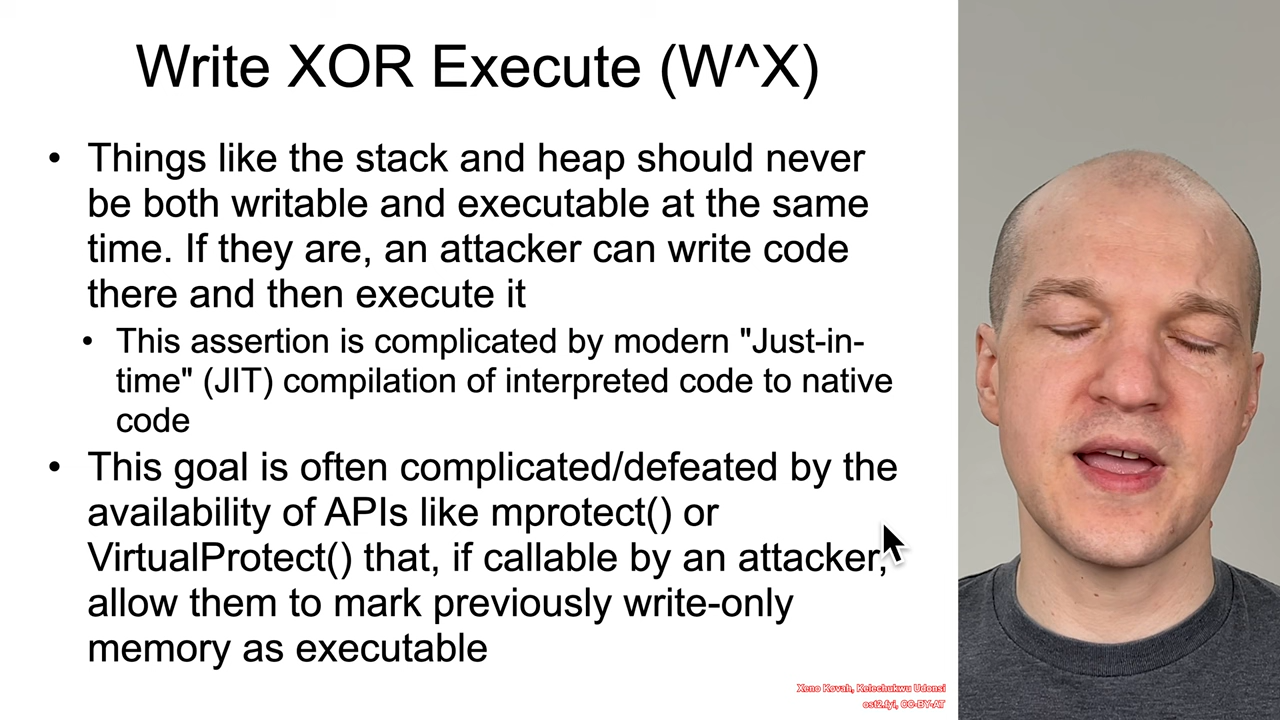 Write XOR Execute (W^X)
• Things like the stack and heap should never
be both writable and executable at the same
time. If they are, an attacker can write code
there and then execute it
• This assertion is complicated by modern "Just-in-
time" (JIT) compilation of interpreted code to native
code
• This goal is often complicated/defeated by the
availability of APIs like mprotect() or
VirtualProtect() that, if callable by an attacker,
allow them to mark previously write-only
memory as executable
Xeno Kovah, Kelechukwu Udonsi
ost2.fyi, CC-BY-AT